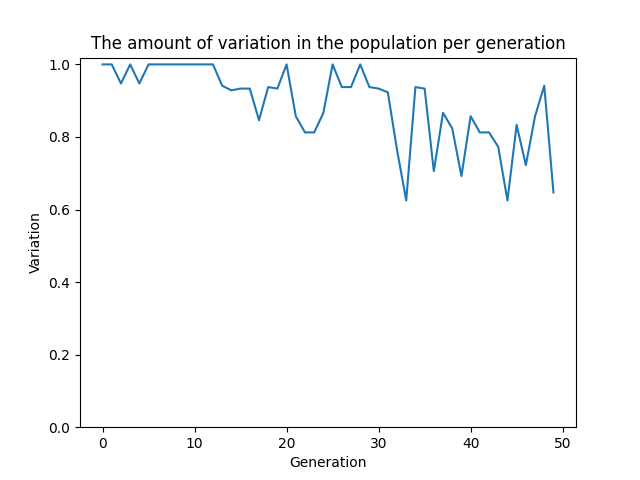 The amount of variation in the population per generation
1.0
0.8
0.6
0.4
0.2
0.0
Variation
0 10 20 30 40 50
Generation